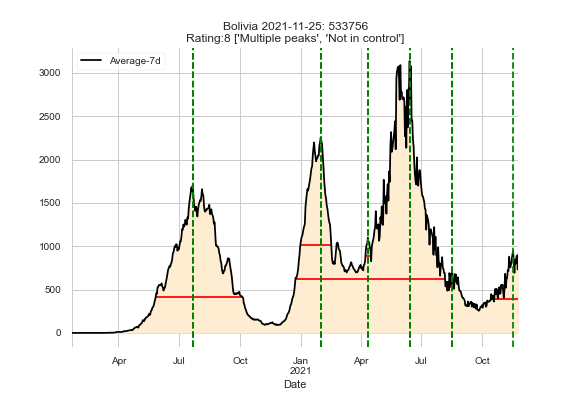 Bolivia 2021-11-25: 533756
Rating:8 ['Multiple peaks', 'Not in control']
Average-7d
3000
2500
2000
1500
1000
500
0
Apr Jul Oct Jan Apr Jul Oct
2021
Date